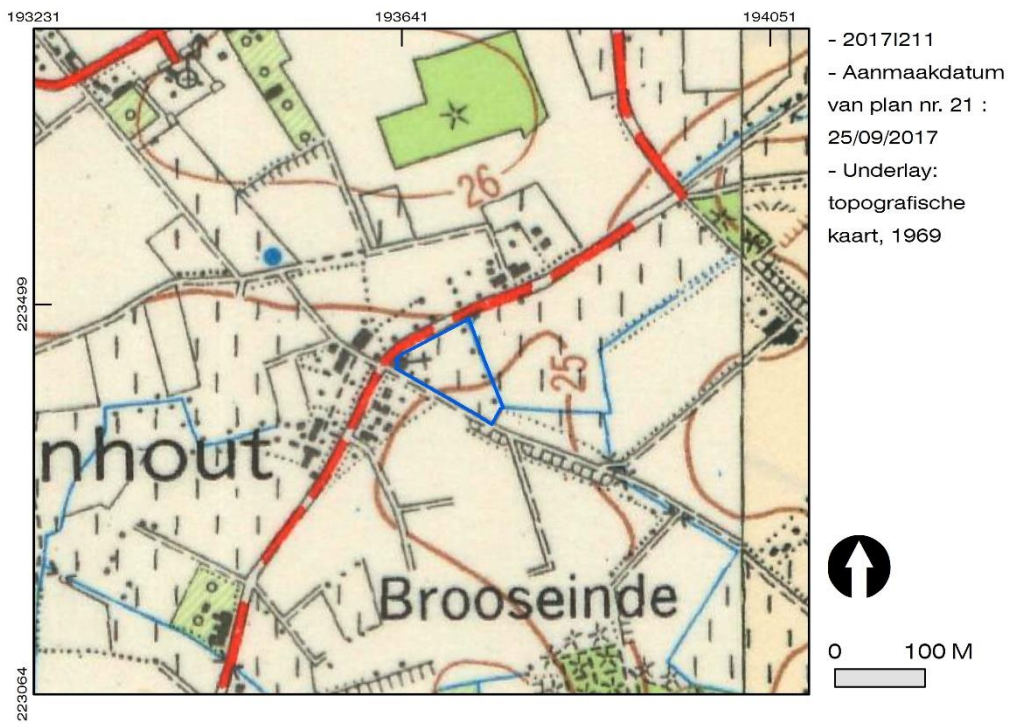 193231
193641
194051
- 2017I211
- Aanmaakdatum
van plan nr. 21 :
25/09/2017
- Underlay:
topografische
kaart, 1969
26
223499
25
nhout
Brooseinde
0 100 M
223064